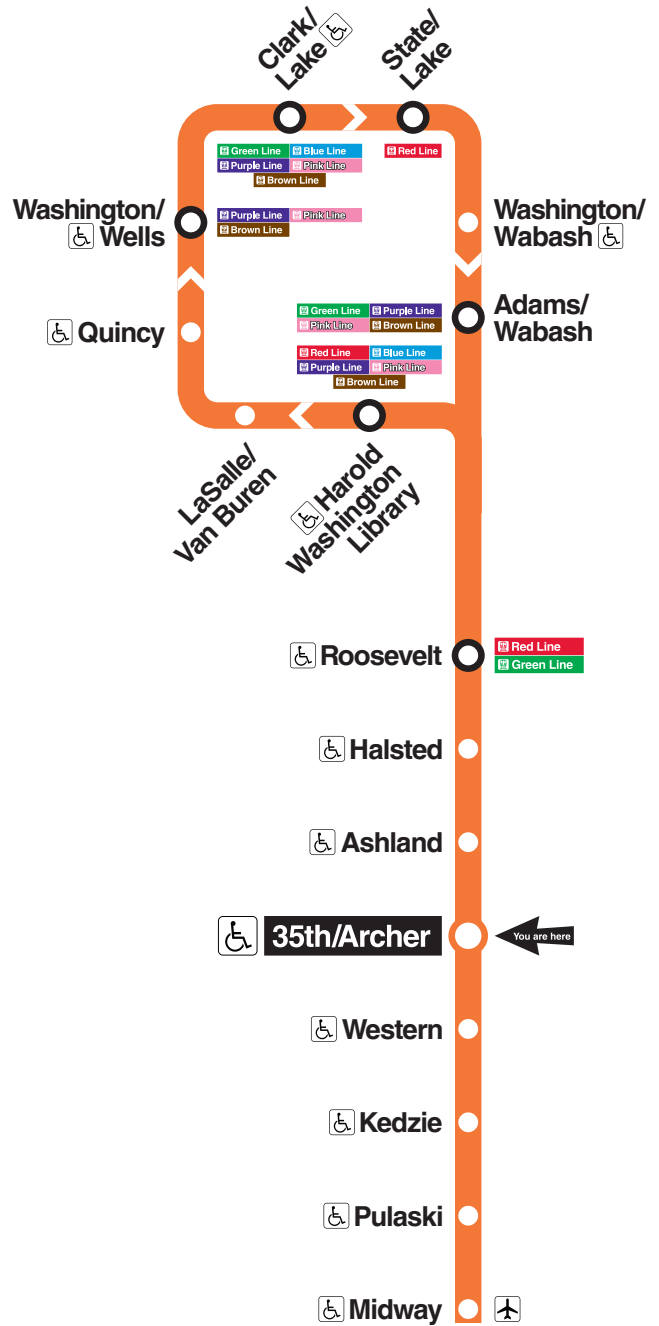 Clark/
Lake
State/
Lake
Green Line
Blue Line
Purple Line
Pink Line
Brown Line
Red Line
Washington/
Wells
Purple Line
Pink Line
Brown Line
Washington/
Wabash
Quincy
Green Line
Purple Line
Pink Line
Brown Line
Adams/
Wabash
Red Line
Blue Line
Purple Line
Pink Line
Brown Line
LaSalle/
Van Buren
Harold
Washington
Library
Roosevelt
Red Line
Green Line
Halsted
Ashland
35th/Archer
You are here
Western
Kedzie
Pulaski
Midway